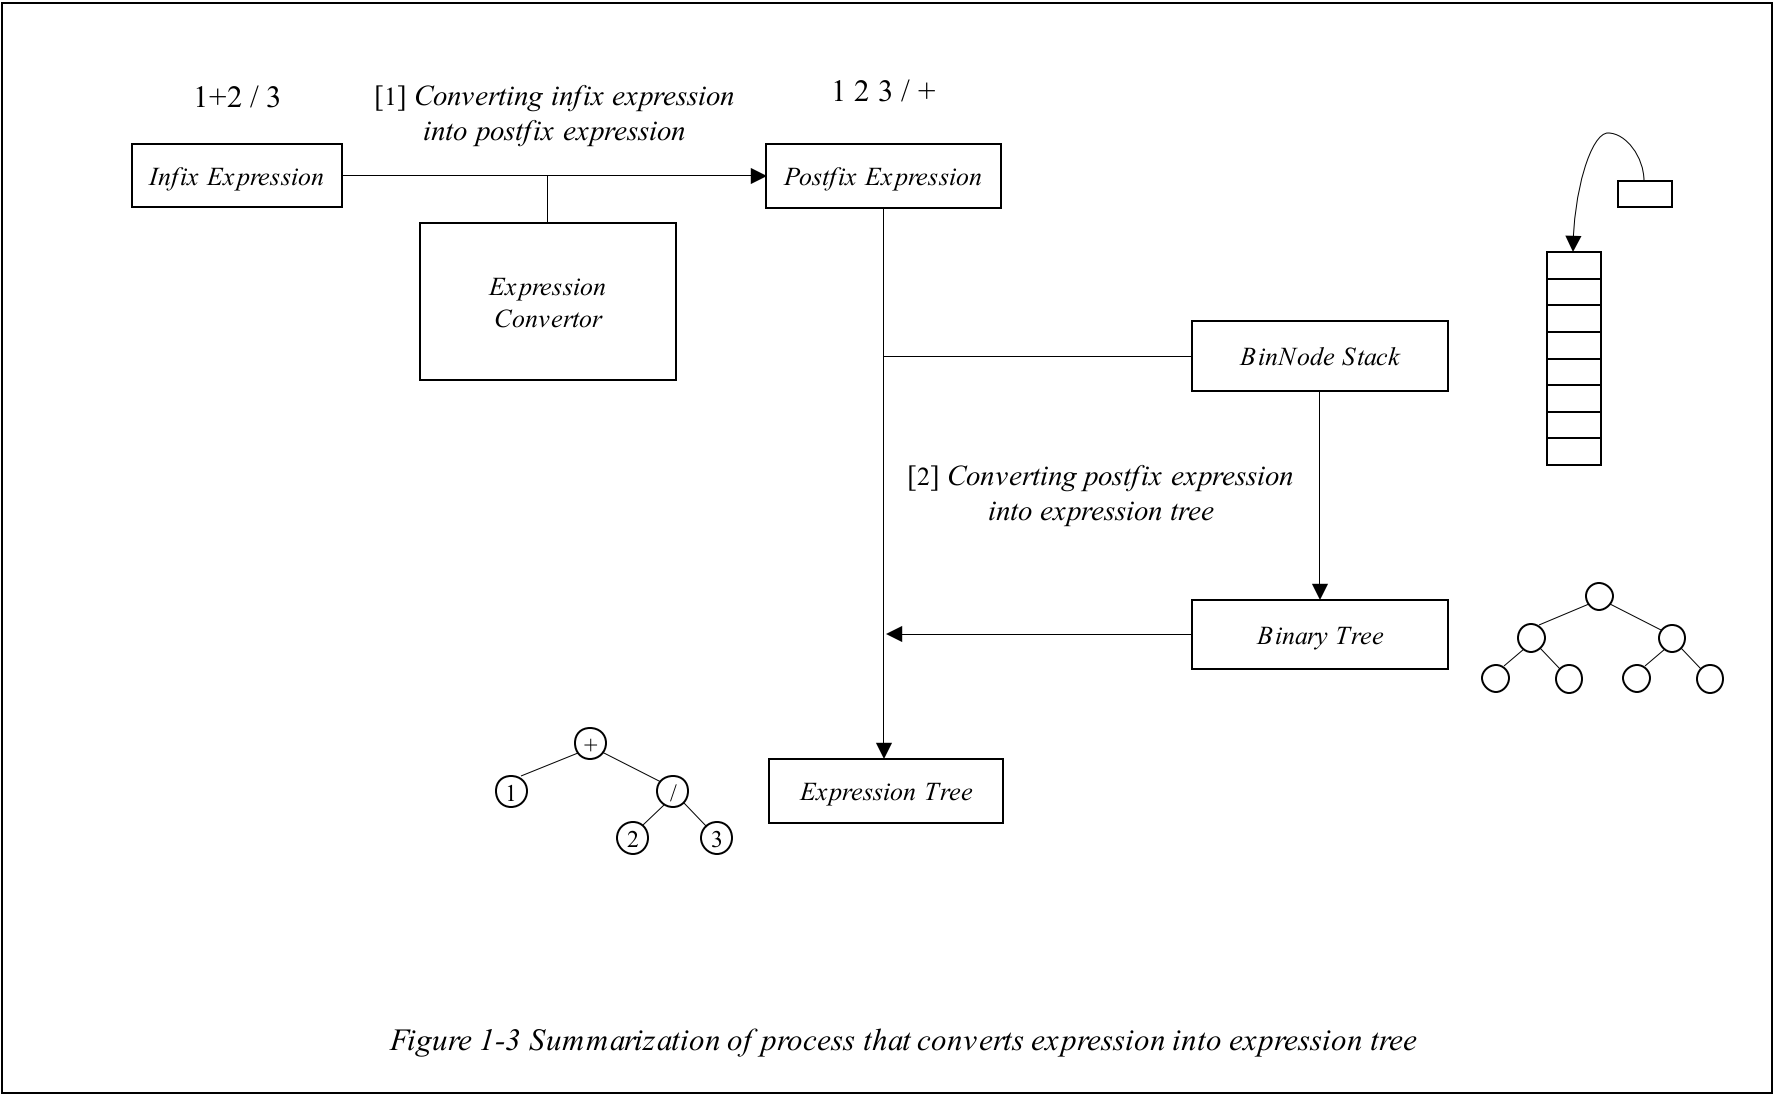 1+2 / 3
[1] Converting infix expression
into postfix expression
1 2 3 / +
Infix Expression
Postfix Expression
Expression
Convertor
BinNode Stack
[2] Converting postfix expression
into expression tree
Binary Tree
+
1
/
2
3
Expression Tree
Figure 1-3 Summarization of process that converts expression into expression tree